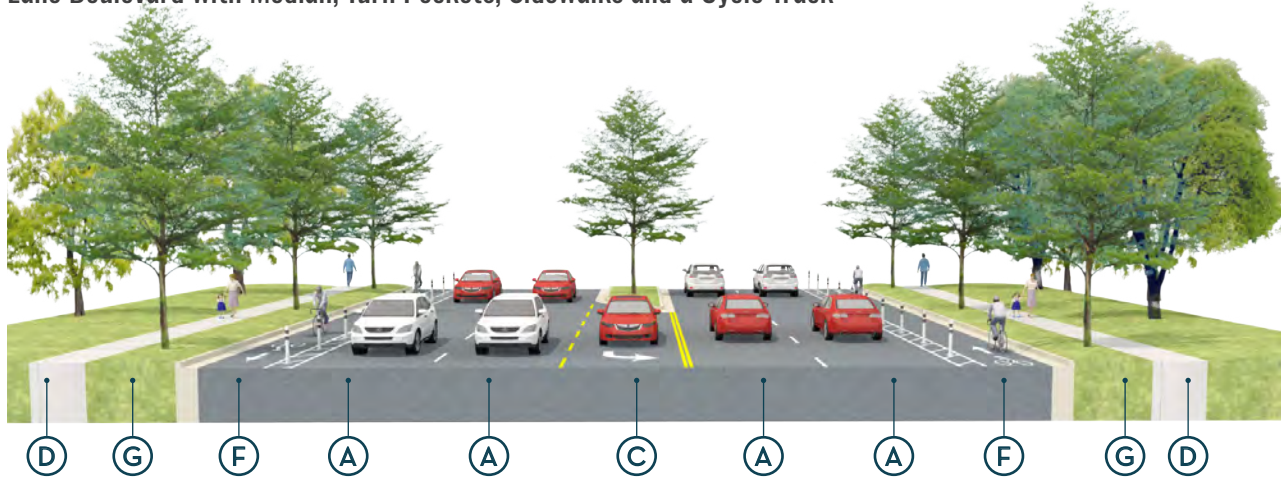 Lane Boulevard with Median, Turn Pockets, Sidewalks and a Cycle Track
D G F A A C A A F G D